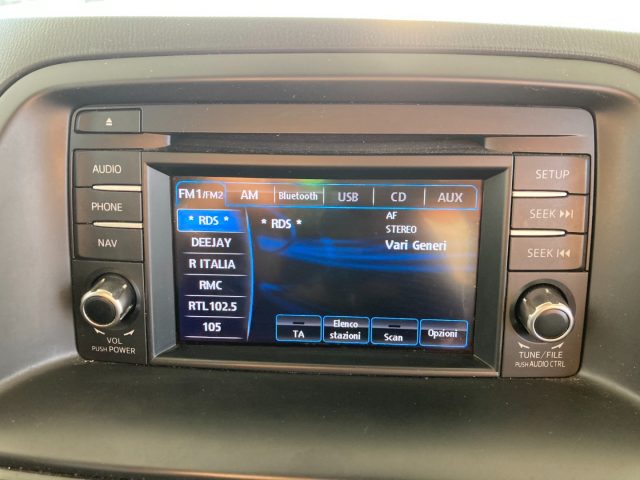 AUDIO
PHONE
NAV
VOL
PUSH POWER
FM1/FM2 AM Bluetooth USB CD AUX
* RDS *
DEEJAY
R ITALIA
RMC
RTL102.5
105
* RDS *
AF
STEREO
Vari Generi
TA
Elenco
stazioni
Scan
Opzioni
SETUP
SEEK
SEEK
TUNE/FILE
PUSH AUDIO CTRL